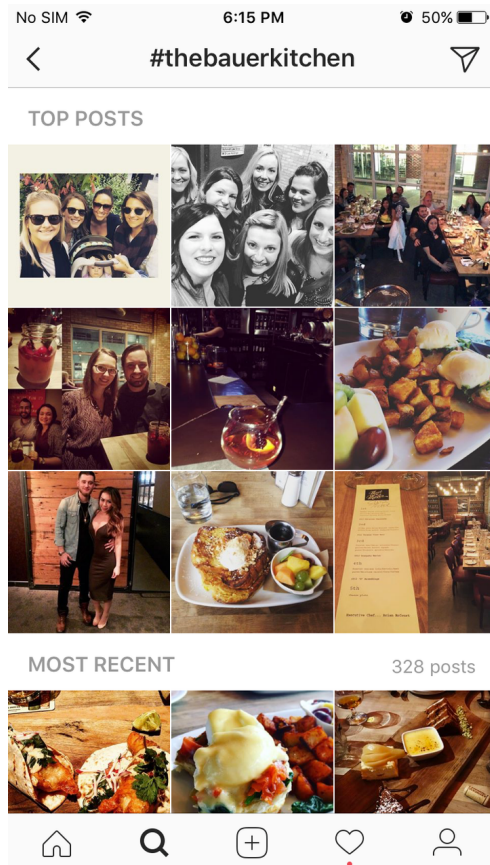 No SIM 6:15 PM 50%
#thebauerkitchen
TOP POSTS
MOST RECENT 328 posts